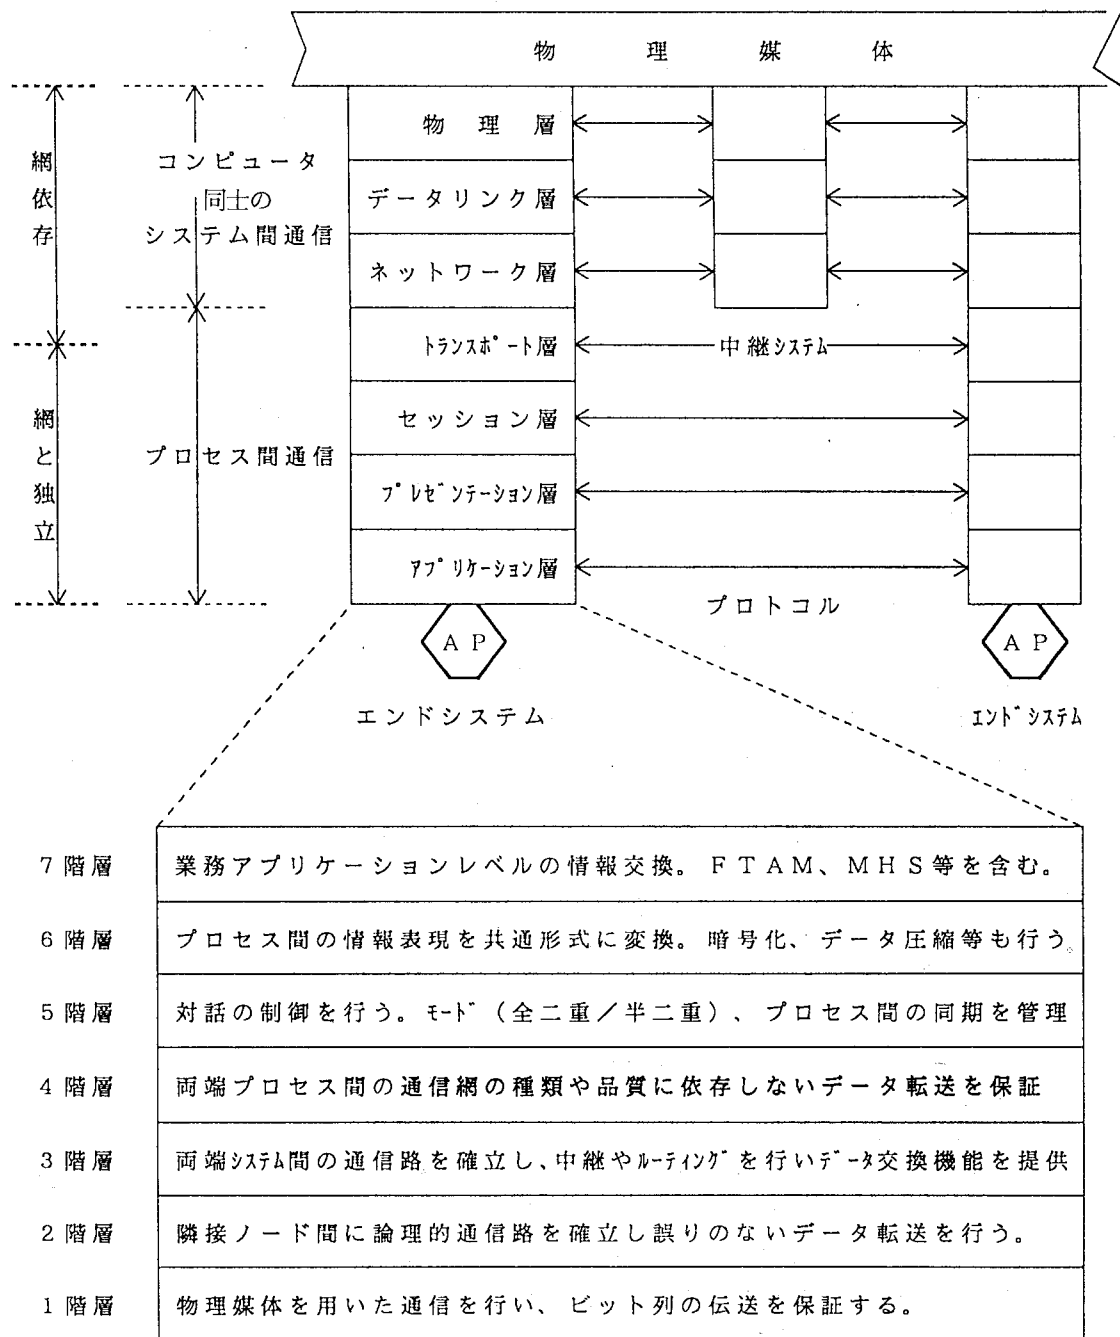 物理媒体
物理層
データリンク層
ネットワーク層
トランスポート層
セッション層
プレゼンテーション層
アプリケーション層
網依存
網と独立
コンピュータ
同士の
システム間通信
プロセス間通信
中継システム
プロトコル
AP
AP
エンドシステム
エンドシステム
7階層 業務アプリケーションレベルの情報交換。FTAM、MHS等を含む。
6階層 プロセス間の情報表現を共通形式に変換。暗号化、データ圧縮等も行う。
5階層 対話の制御を行う。モード(全二重/半二重)、プロセス間の同期を管理
4階層 両端プロセス間の通信網の種類や品質に依存しないデータ転送を保証
3階層 両端システム間の通信路を確立し、中継やルーティングを行いデータ交換機能を提供
2階層 隣接ノード間に論理的通信路を確立し誤りのないデータ転送を行う。
1階層 物理媒体を用いた通信を行い、ビット列の伝送を保証する。